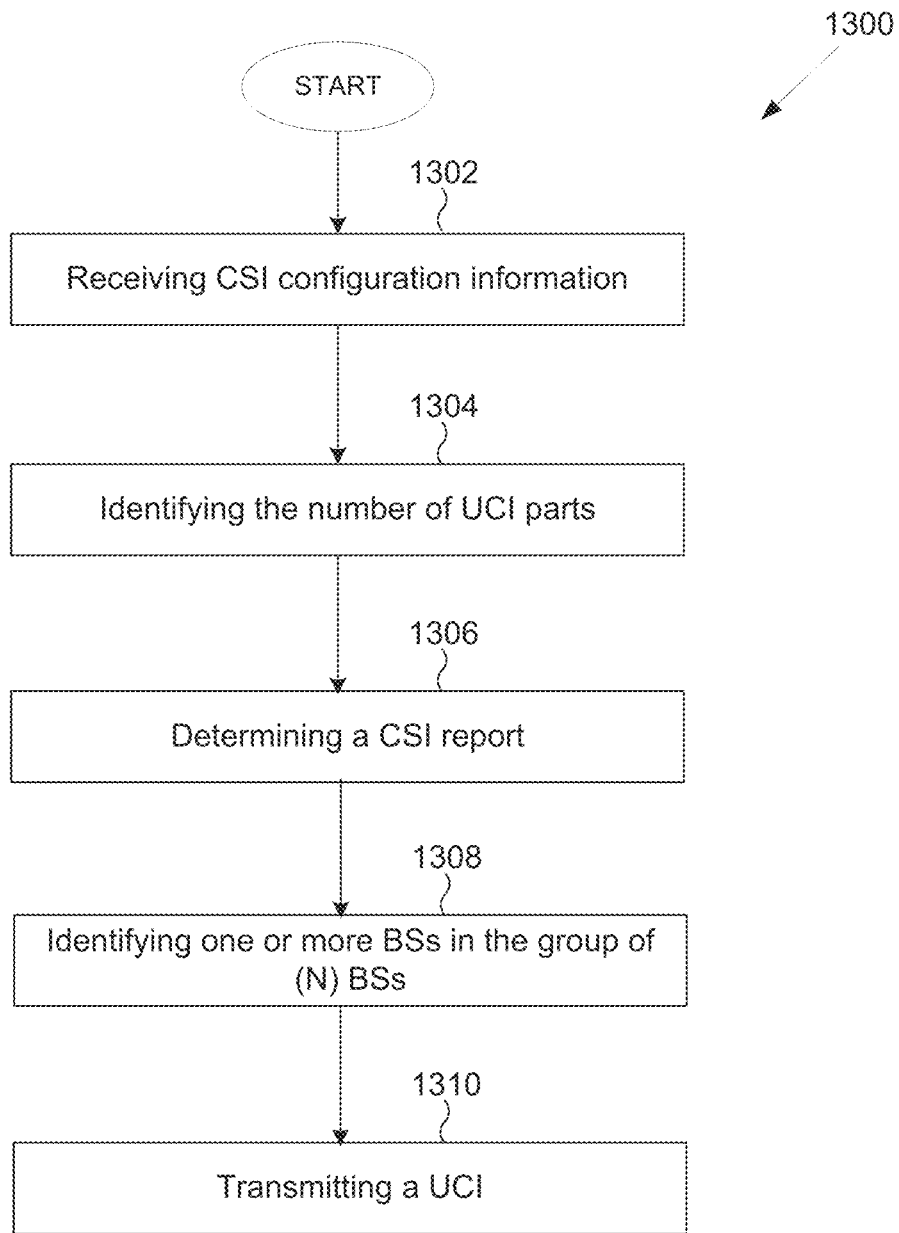 1300
START
1302
Receiving CSI configuration information
1304
Identifying the number of UCI parts
1306
Determining a CSI report
1308
Identifying one or more BSs in the group of
(N) BSs
1310
Transmitting a UCI